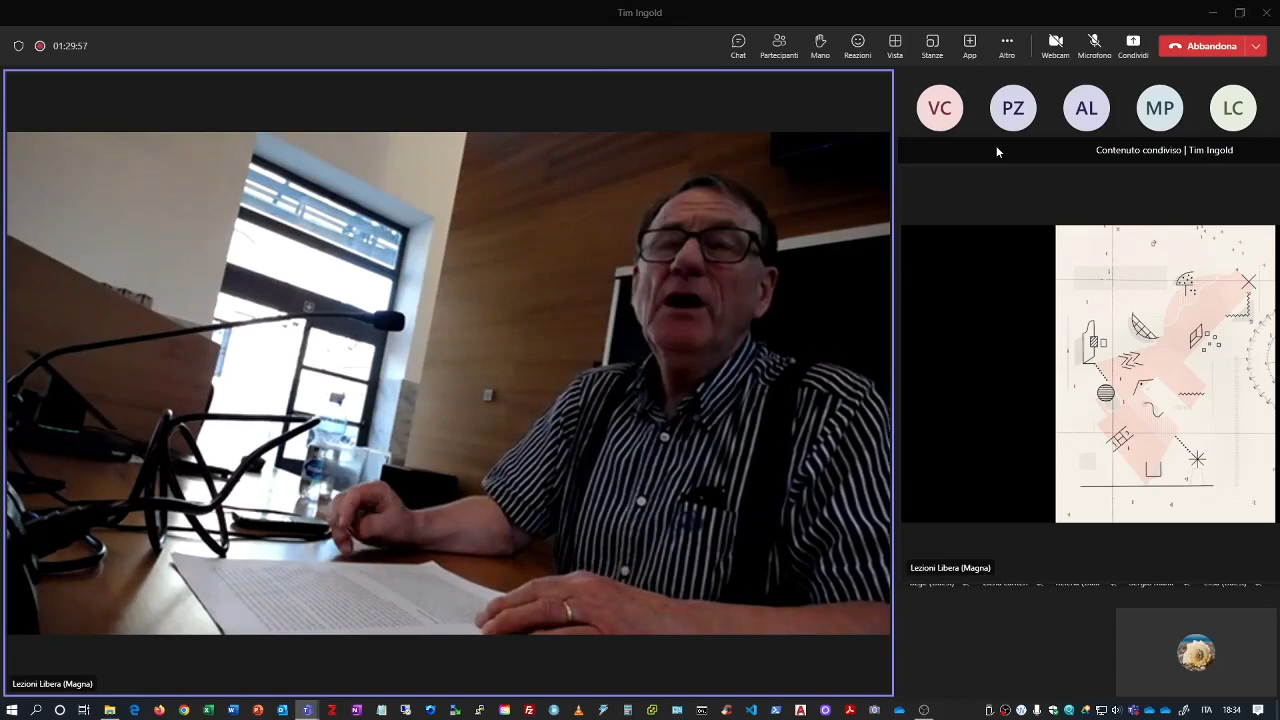 Tim Ingold
01:29:57
Chat
Partecipanti
Mano
Reazioni
Vista
Stanze
App
Altro
Webcam
Microfono
Condividi
Abbandona
VC
PZ
AL
MP
LC
Contenuto condiviso | Tim Ingold
Lezioni Libera (Magna)
Lezioni Libera (Magna)
ITA
18:34